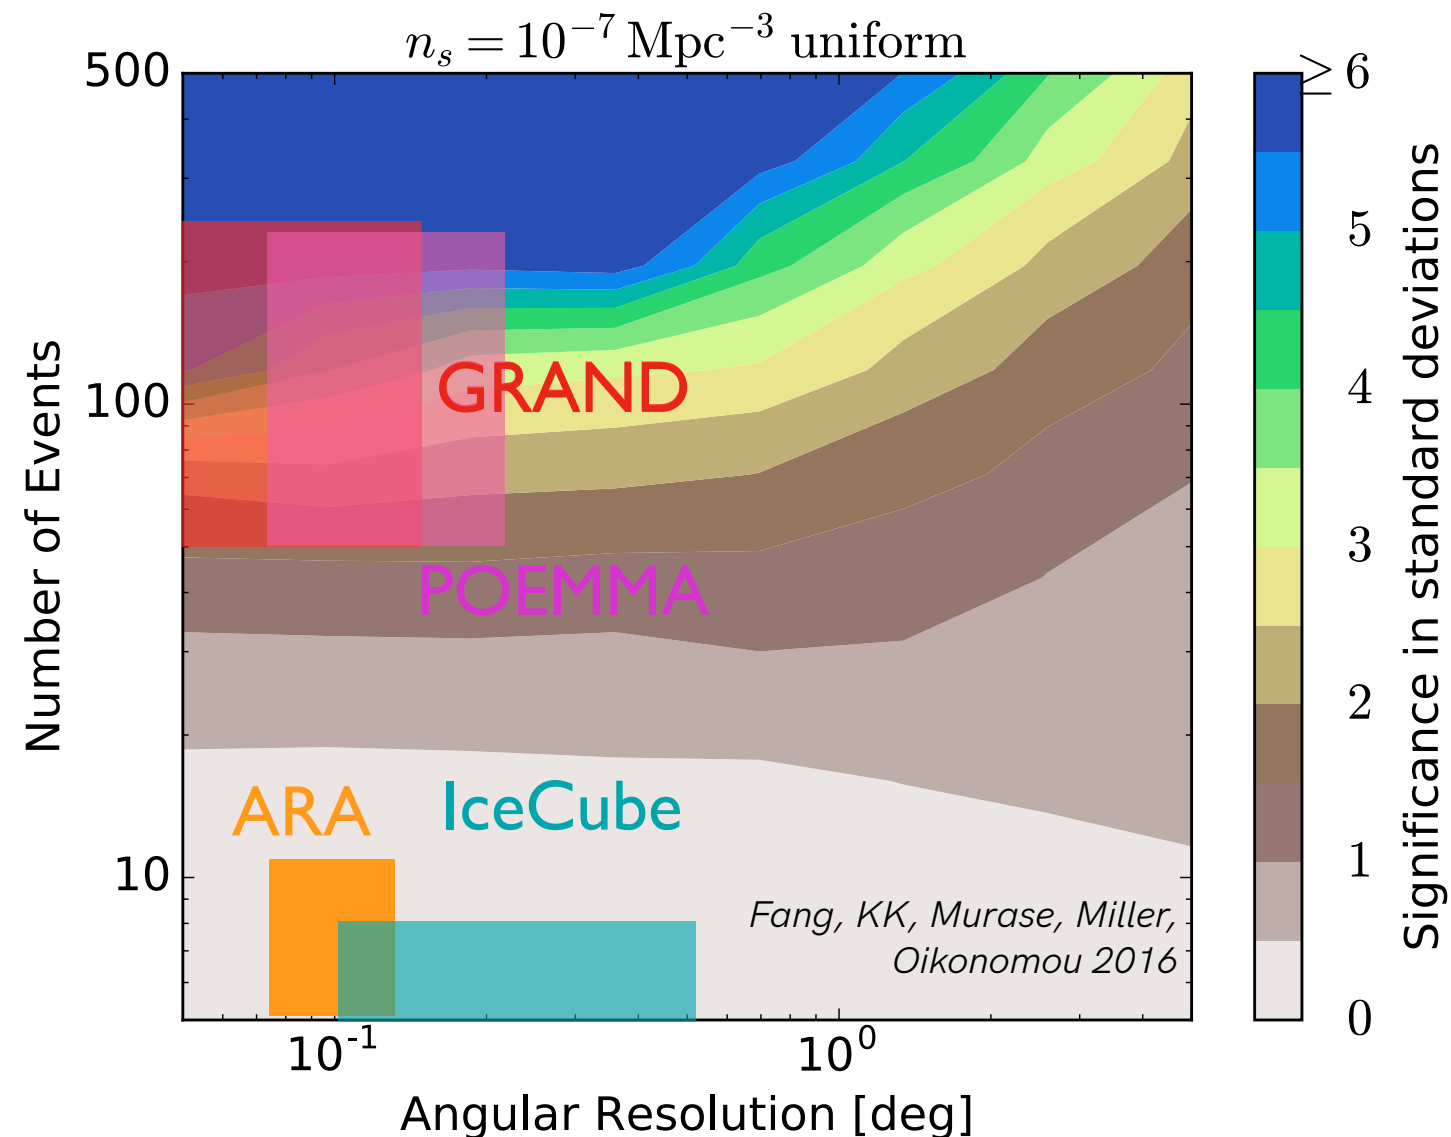 n_s = 10^{-7} Mpc^{-3} uniform
500
100
10
Number of Events
GRAND
POEMMA
ARA
IceCube
Fang, KK, Murase, Miller,
Oikonomou 2016
10^{-1}
10^{0}
Angular Resolution [deg]
≥ 6
5
4
3
2
1
0
Significance in standard deviations